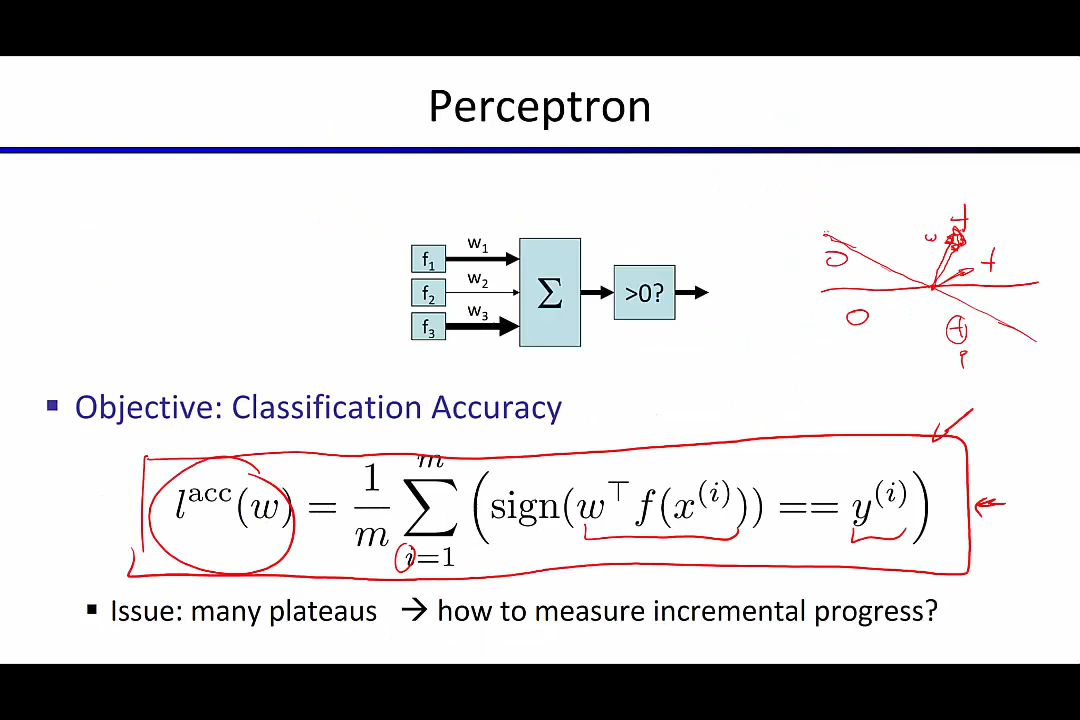 Perceptron
f1 w1
f2 w2
f3 w3
Σ
>0?
w
+
+
O
O
+
■ Objective: Classification Accuracy
l^acc(w) = 1/m ∑_{i=1}^{m} (sign(w^⊤ f(x^(i))) == y^(i))
■ Issue: many plateaus → how to measure incremental progress?